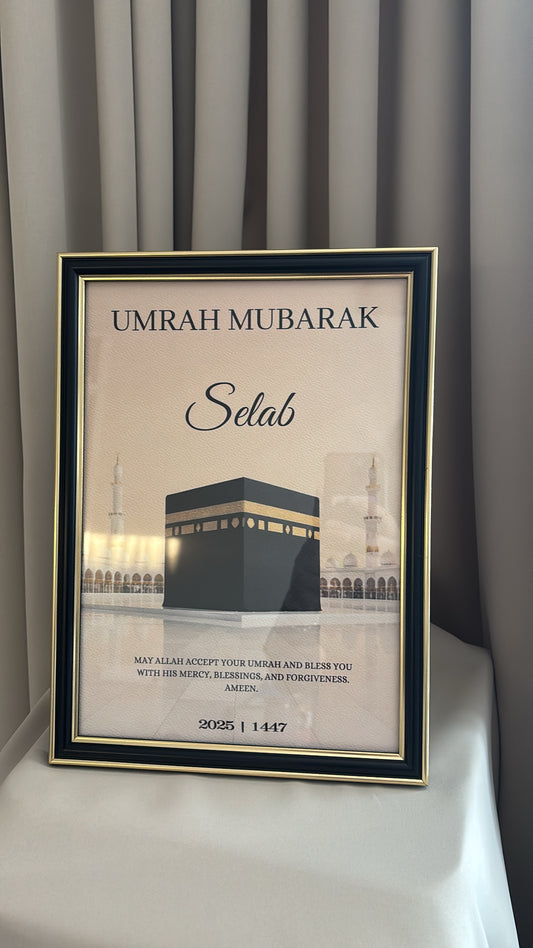 UMRAH MUBARAK
Selab
MAY ALLAH ACCEPT YOUR UMRAH AND BLESS YOU
WITH HIS MERCY, BLESSINGS, AND FORGIVENESS.
AMEEN.
2025 | 1447